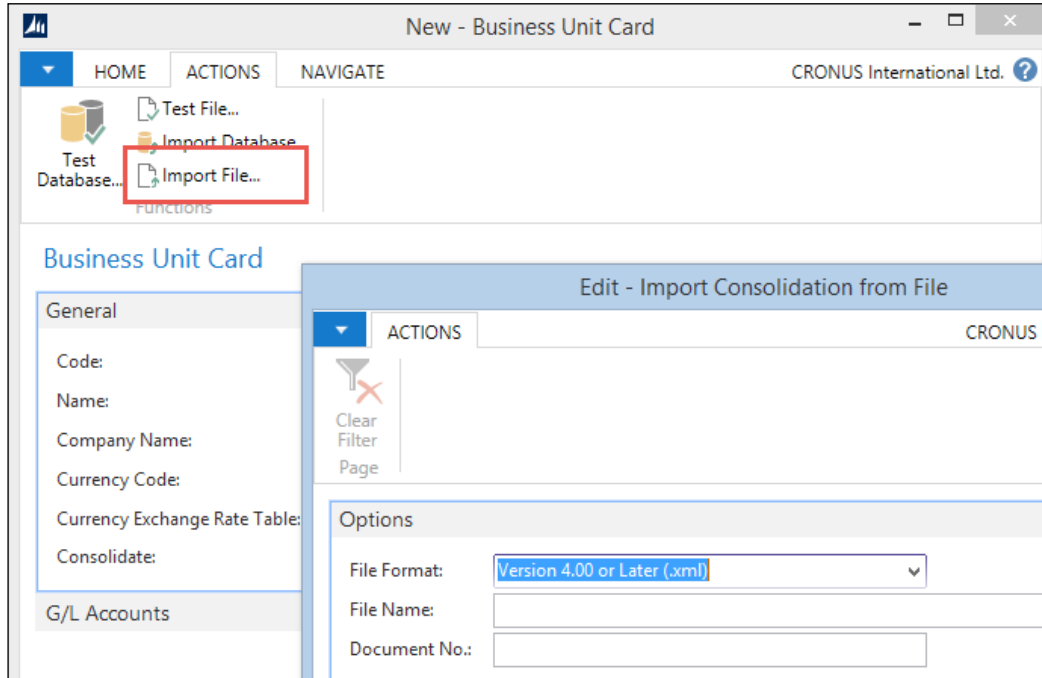 New - Business Unit Card
HOME ACTIONS NAVIGATE CRONUS International Ltd.
Test File...
Import Database
Test
Database...
Import File...
Functions
Business Unit Card
General
Code:
Name:
Company Name:
Currency Code:
Currency Exchange Rate Table:
Consolidate:
G/L Accounts
Edit - Import Consolidation from File
ACTIONS CRONUS
Clear
Filter
Page
Options
File Format: Version 4.00 or Later (.xml)
File Name:
Document No.: